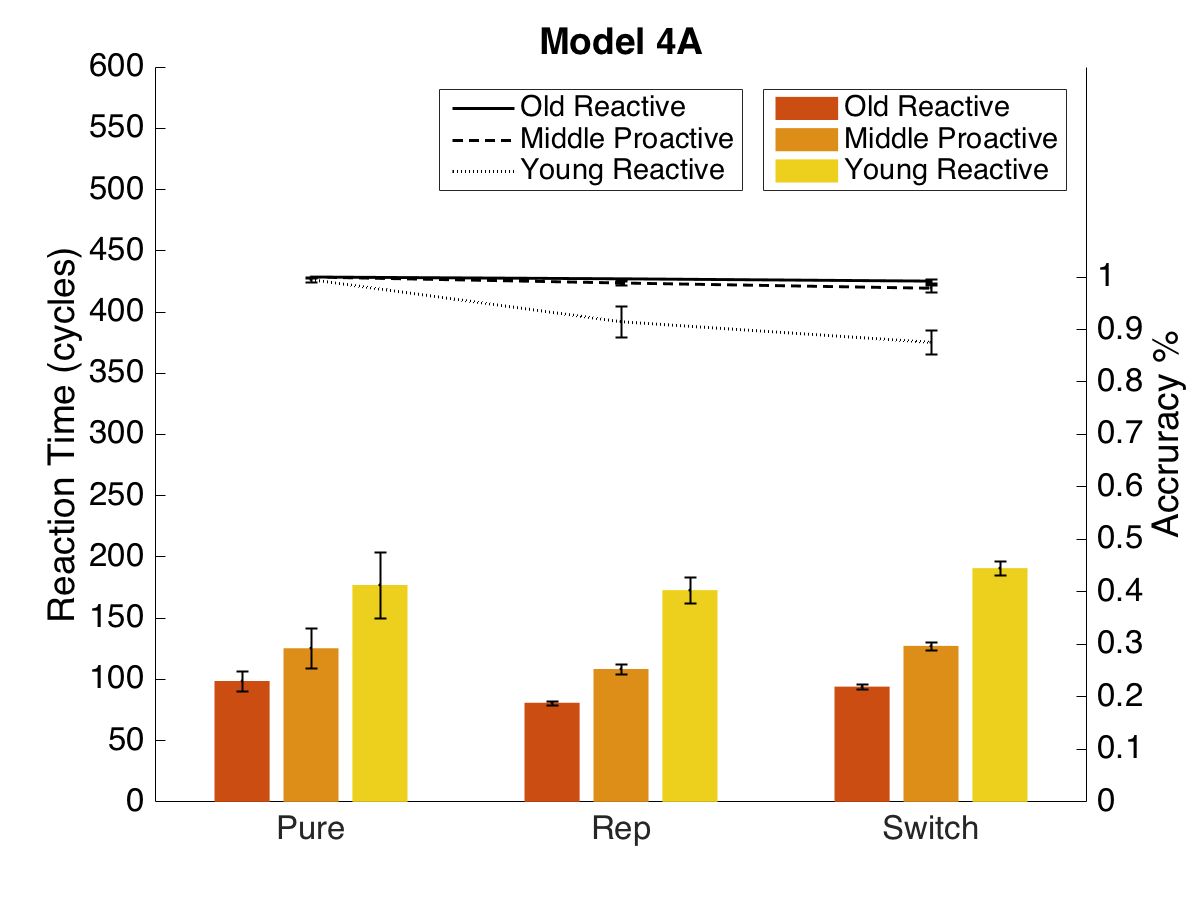 Model 4A
600
550
500
450
400
350
300
250
200
150
100
50
0
Reaction Time (cycles)
Old Reactive
Middle Proactive
Young Reactive
Old Reactive
Middle Proactive
Young Reactive
1
0.9
0.8
0.7
0.6
0.5
0.4
0.3
0.2
0.1
0
Accruracy %
Pure
Rep
Switch